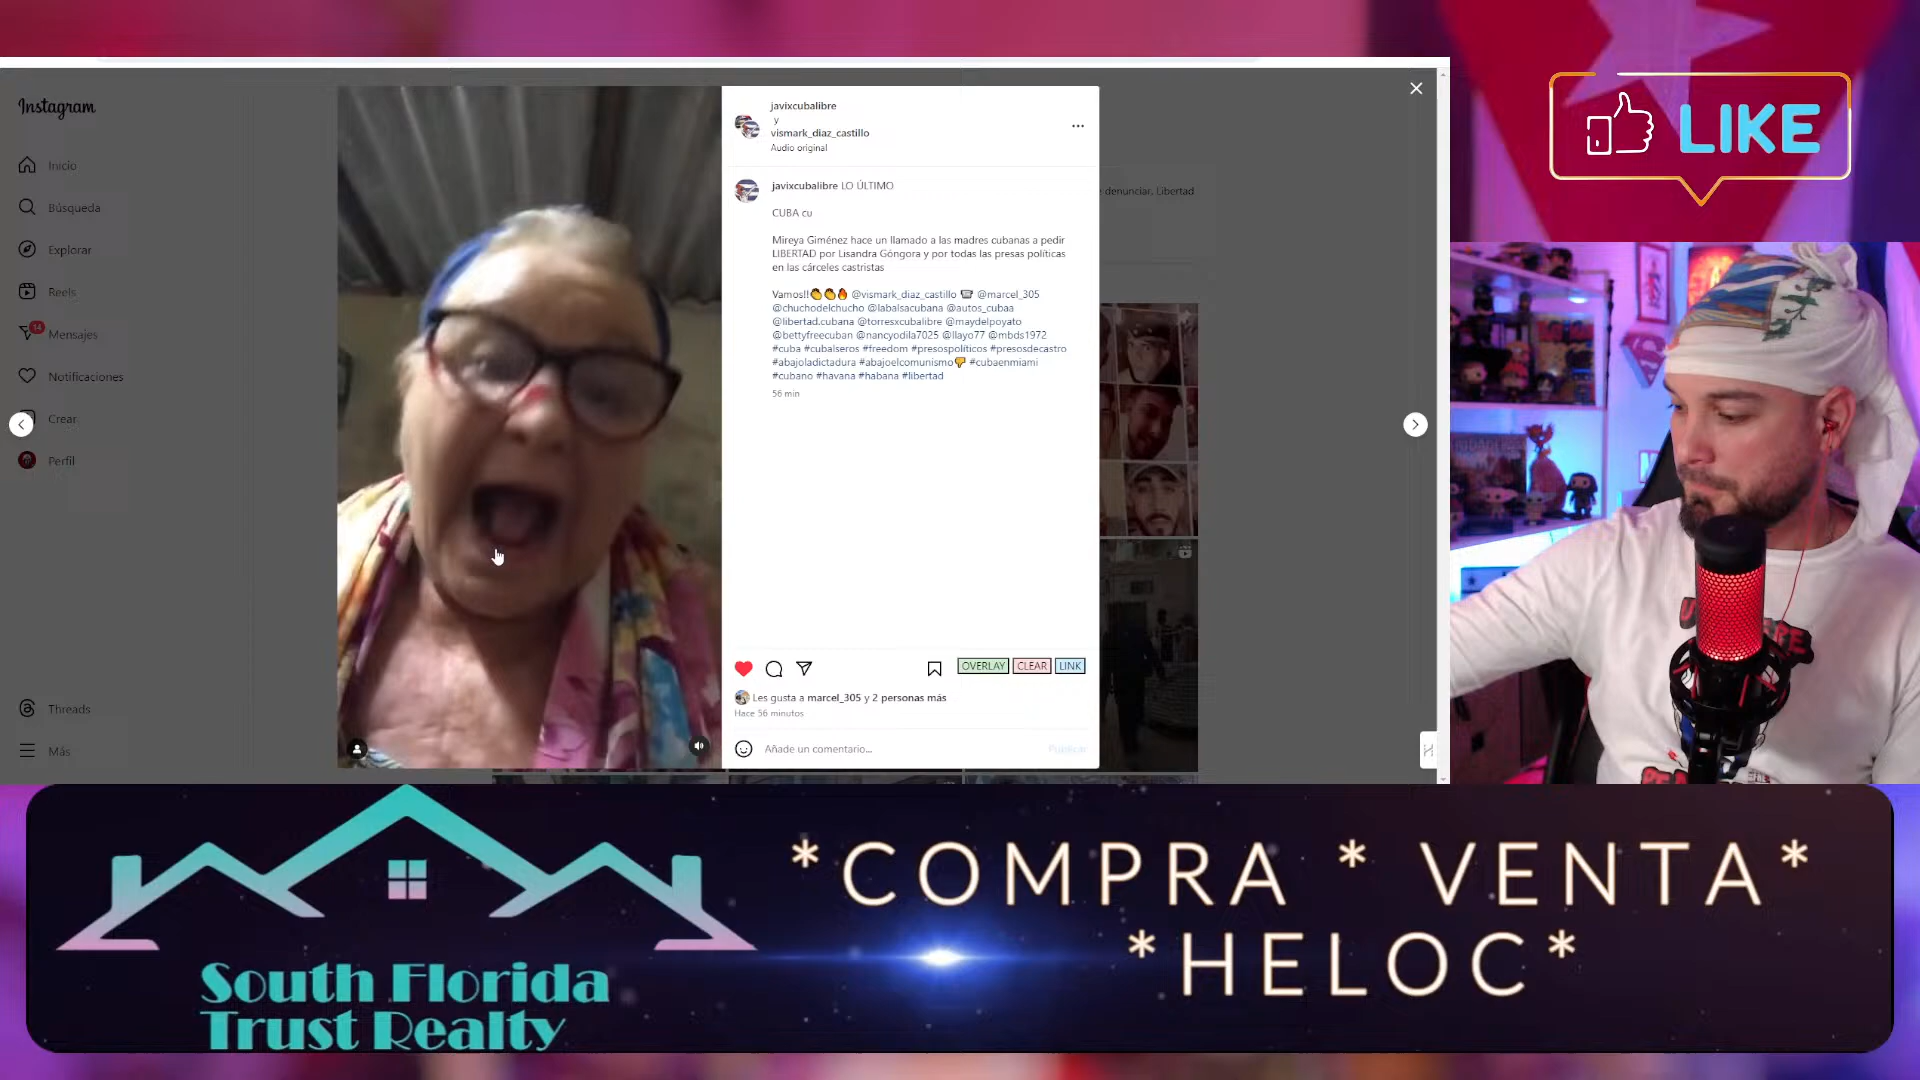 Instagram
Inicio
Búsqueda
Explorar
Reels
14
Mensajes
Notificaciones
Crear
Perfil
Threads
Más
javixcubalibre
y
vismark_diaz_castillo
Audio original
javixcubalibre LO ÚLTIMO
CUBA cu
Mireya Giménez hace un llamado a las madres cubanas a pedir
LIBERTAD por Lisandra Góngora y por todas las presas políticas
en las cárceles castristas
Vamos!!👏👏🔥 @vismark_diaz_castillo @marcel_305
@chuchodelchucho @labalsacubana @autos_cubaa
@libertad.cubana @torresxcubalibre @maydelpoyato
@bettyfreecuban @nancyodila7025 @llayo77 @mbds1972
#cuba #cubalseros #freedom #presospolíticos #presosdecastro
#abajoladictadura #abajoelcomunismo👎 #cubaenmiami
#cubano #havana #habana #libertad
56 min
OVERLAY CLEAR LINK
Les gusta a marcel_305 y 2 personas más
Hace 56 minutos
Añade un comentario...
Publicar
denunciar, Libertad
LIKE
South Florida
Trust Realty
*COMPRA * VENTA*
*HELOC*